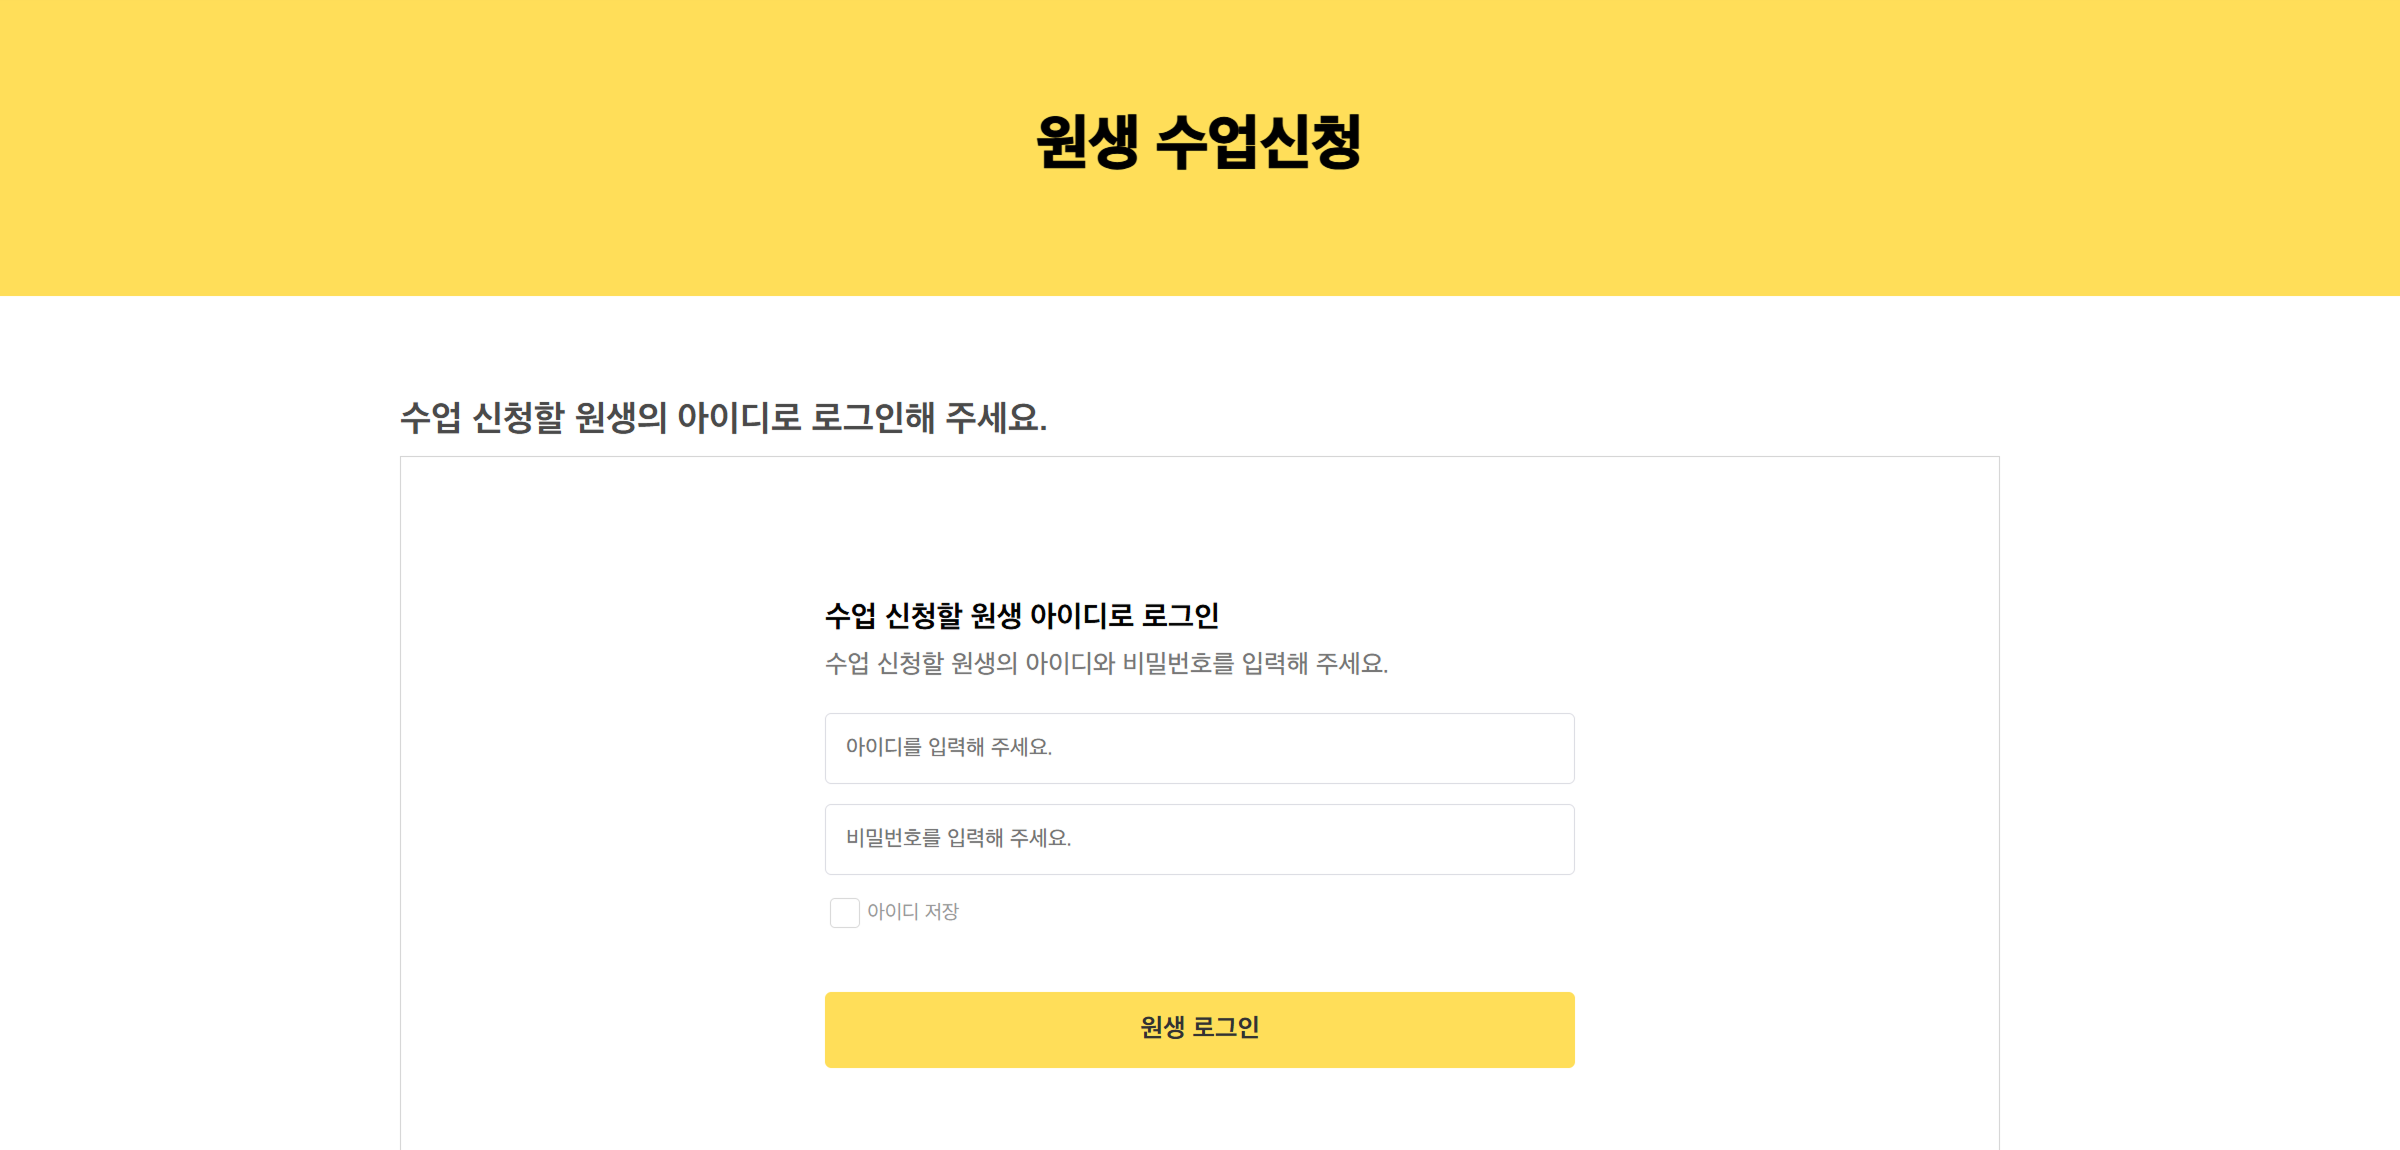 원생 수업신청
수업 신청할 원생의 아이디로 로그인해 주세요.
수업 신청할 원생 아이디로 로그인
수업 신청할 원생의 아이디와 비밀번호를 입력해 주세요.
아이디를 입력해 주세요.
비밀번호를 입력해 주세요.
아이디 저장
원생 로그인